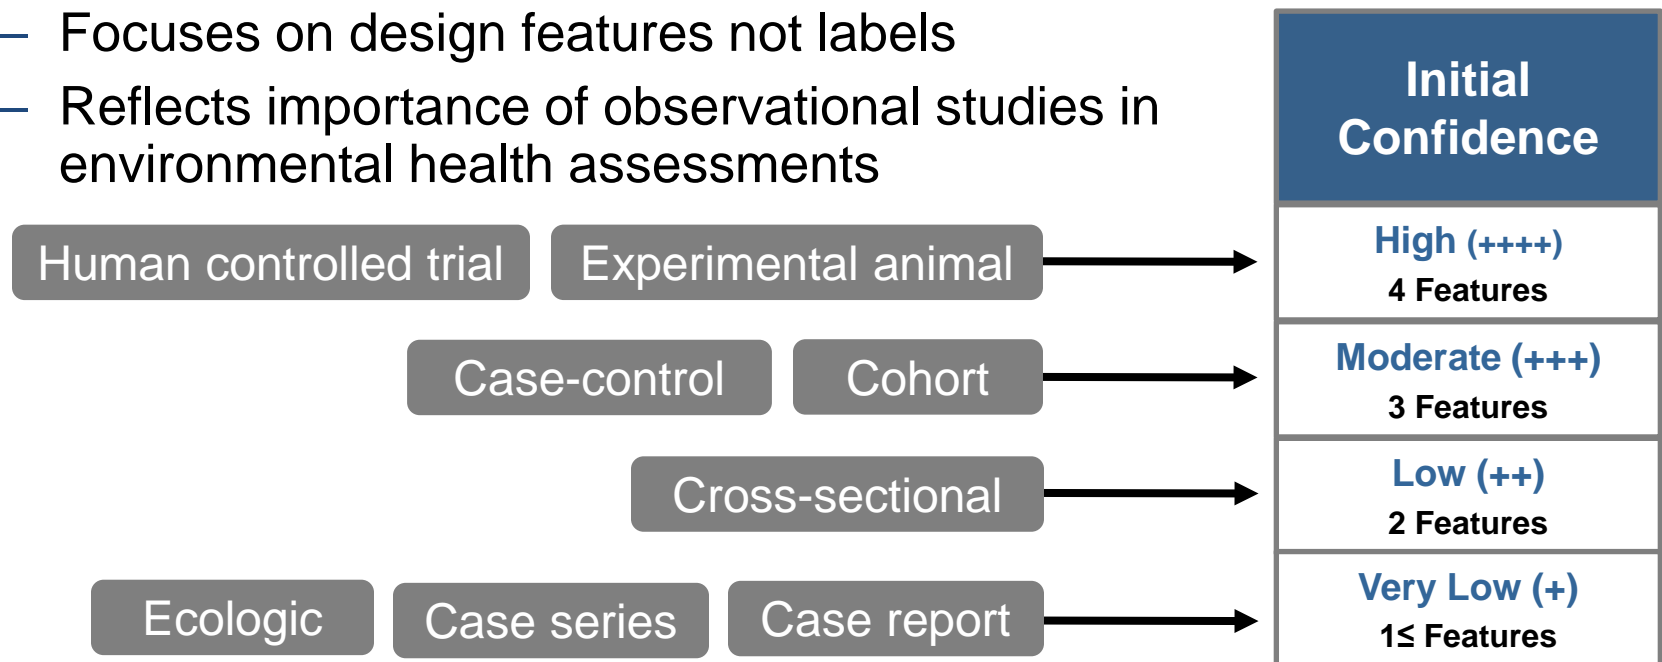 – Focuses on design features not labels
– Reflects importance of observational studies in
environmental health assessments
Initial
Confidence
Human controlled trial
Experimental animal
High (++++)
4 Features
Case-control
Cohort
Moderate (+++)
3 Features
Cross-sectional
Low (++)
2 Features
Ecologic
Case series
Case report
Very Low (+)
1≤ Features